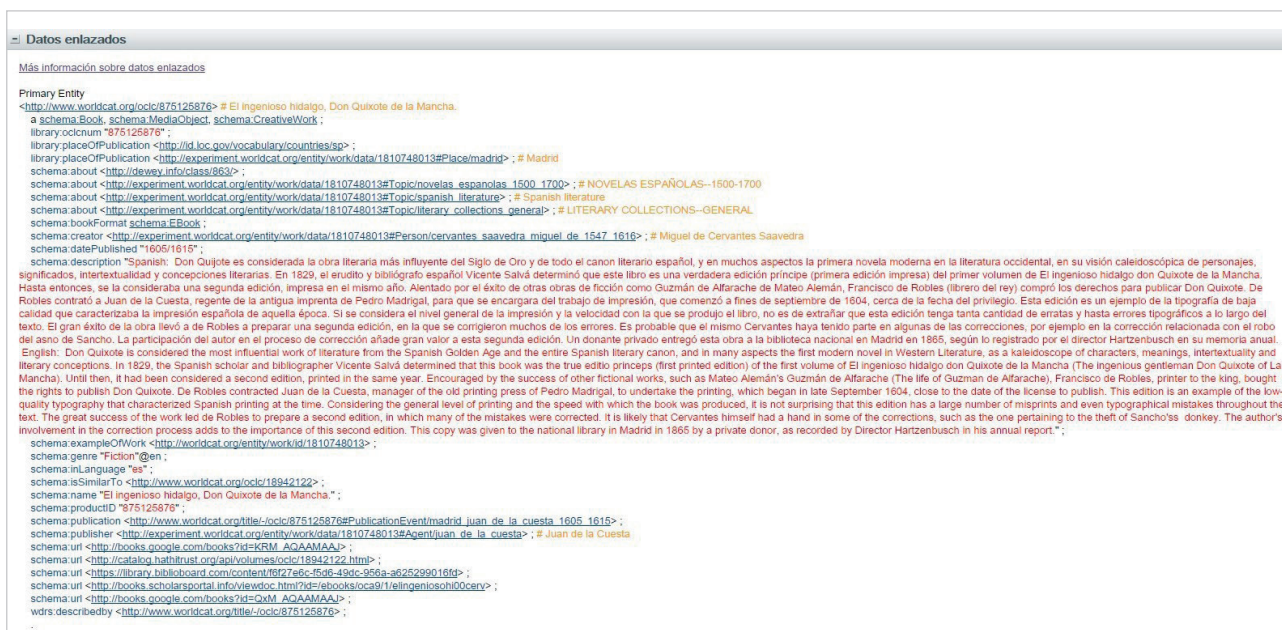 Datos enlazados
Más información sobre datos enlazados
Primary Entity
<http://www.worldcat.org/oclc/875125876> # El ingenioso hidalgo, Don Quixote de la Mancha.
a schema:Book, schema:MediaObject, schema:CreativeWork ;
library:oclcnum "875125876" ;
library:placeOfPublication <http://id.loc.gov/vocabulary/countries/sp> ;
library:placeOfPublication <http://experiment.worldcat.org/entity/work/data/1810748013#Place/madrid> ; # Madrid
schema:about <http://dewey.info/class/863/> ;
schema:about <http://experiment.worldcat.org/entity/work/data/1810748013#Topic/novelas_espanolas_1500_1700> ; # NOVELAS ESPAÑOLAS--1500-1700
schema:about <http://experiment.worldcat.org/entity/work/data/1810748013#Topic/spanish_literature> ; # Spanish literature
schema:about <http://experiment.worldcat.org/entity/work/data/1810748013#Topic/literary_collections_general> ; # LITERARY COLLECTIONS--GENERAL
schema:bookFormat schema:EBook ;
schema:creator <http://experiment.worldcat.org/entity/work/data/1810748013#Person/cervantes_saavedra_miguel_de_1547_1616> ; # Miguel de Cervantes Saavedra
schema:datePublished "1605/1615" ;
schema:description "Spanish: Don Quijote es considerada la obra literaria más influyente del Siglo de Oro y de todo el canon literario español, y en muchos aspectos la primera novela moderna en la literatura occidental, en su visión caleidoscópica de personajes,
significados, intertextualidad y concepciones literarias. En 1829, el erudito y bibliógrafo español Vicente Salvá determinó que este libro es una verdadera edición príncipe (primera edición impresa) del primer volumen de El ingenioso hidalgo don Quixote de la Mancha.
Hasta entonces, se la consideraba una segunda edición, impresa en el mismo año. Alentado por el éxito de otras obras de ficción como Guzmán de Alfarache de Mateo Alemán, Francisco de Robles (librero del rey) compró los derechos para publicar Don Quixote. De
Robles contrató a Juan de la Cuesta, regente de la antigua imprenta de Pedro Madrigal, para que se encargara del trabajo de impresión, que comenzó a fines de septiembre de 1604, cerca de la fecha del privilegio. Esta edición es un ejemplo de la tipografía de baja
calidad que caracterizaba la impresión española de aquella época. Si se considera el nivel general de la impresión y la velocidad con la que se produjo el libro, no es de extrañar que esta edición tenga tanta cantidad de erratas y hasta errores tipográficos a lo largo del
texto. El gran éxito de la obra llevó a de Robles a preparar una segunda edición, en la que se corrigieron muchos de los errores. Es probable que el mismo Cervantes haya tenido parte en algunas de las correcciones, por ejemplo en la corrección relacionada con el robo
del asno de Sancho. La participación del autor en el proceso de corrección añade gran valor a esta segunda edición. Un donante privado entregó esta obra a la biblioteca nacional en Madrid en 1865, según lo registrado por el director Hartzenbusch en su memoria anual.
English: Don Quixote is considered the most influential work of literature from the Spanish Golden Age and the entire Spanish literary canon, and in many aspects the first modern novel in Western Literature, as a kaleidoscope of characters, meanings, intertextuality and
literary conceptions. In 1829, the Spanish scholar and bibliographer Vicente Salvá determined that this book was the true editio princeps (first printed edition) of the first volume of El ingenioso hidalgo don Quixote de la Mancha (The ingenious gentleman Don Quixote of La
Mancha). Until then, it had been considered a second edition, printed in the same year. Encouraged by the success of other fictional works, such as Mateo Alemán's Guzmán de Alfarache (The life of Guzman de Alfarache), Francisco de Robles, printer to the king, bought
the rights to publish Don Quixote. De Robles contracted Juan de la Cuesta, manager of the old printing press of Pedro Madrigal, to undertake the printing, which began in late September 1604, close to the date of the license to publish. This edition is an example of the low-
quality typography that characterized Spanish printing at the time. Considering the general level of printing and the speed with which the book was produced, it is not surprising that this edition has a large number of misprints and even typographical mistakes throughout the
text. The great success of the work led de Robles to prepare a second edition, in which many of the mistakes were corrected. It is likely that Cervantes himself had a hand in some of the corrections, such as the one pertaining to the theft of Sancho'ss donkey. The author's
involvement in the correction process adds to the importance of this second edition. This copy was given to the national library in Madrid in 1865 by a private donor, as recorded by Director Hartzenbusch in his annual report." ;
schema:exampleOfWork <http://worldcat.org/entity/work/id/1810748013> ;
schema:genre "Fiction"@en ;
schema:inLanguage "es" ;
schema:isSimilarTo <http://www.worldcat.org/oclc/18942122> ;
schema:name "El ingenioso hidalgo, Don Quixote de la Mancha." ;
schema:productID "875125876" ;
schema:publication <http://www.worldcat.org/title/-/oclc/875125876#PublicationEvent/madrid_juan_de_la_cuesta_1605_1615> ;
schema:publisher <http://experiment.worldcat.org/entity/work/data/1810748013#Agent/juan_de_la_cuesta> ; # Juan de la Cuesta
schema:url <http://books.google.com/books?id=KRM_AQAAMAAJ> ;
schema:url <http://catalog.hathitrust.org/api/volumes/oclc/18942122.html> ;
schema:url <https://library.biblioboard.com/content/f6f27e6c-f5d6-49dc-956a-a625299016fd> ;
schema:url <http://books.scholarsportal.info/viewdoc.html?id=/ebooks/oca9/1/elingeniosohi00cerv> ;
schema:url <http://books.google.com/books?id=QxM_AQAAMAAJ> ;
wdrs:describedby <http://www.worldcat.org/title/-/oclc/875125876> ;
.